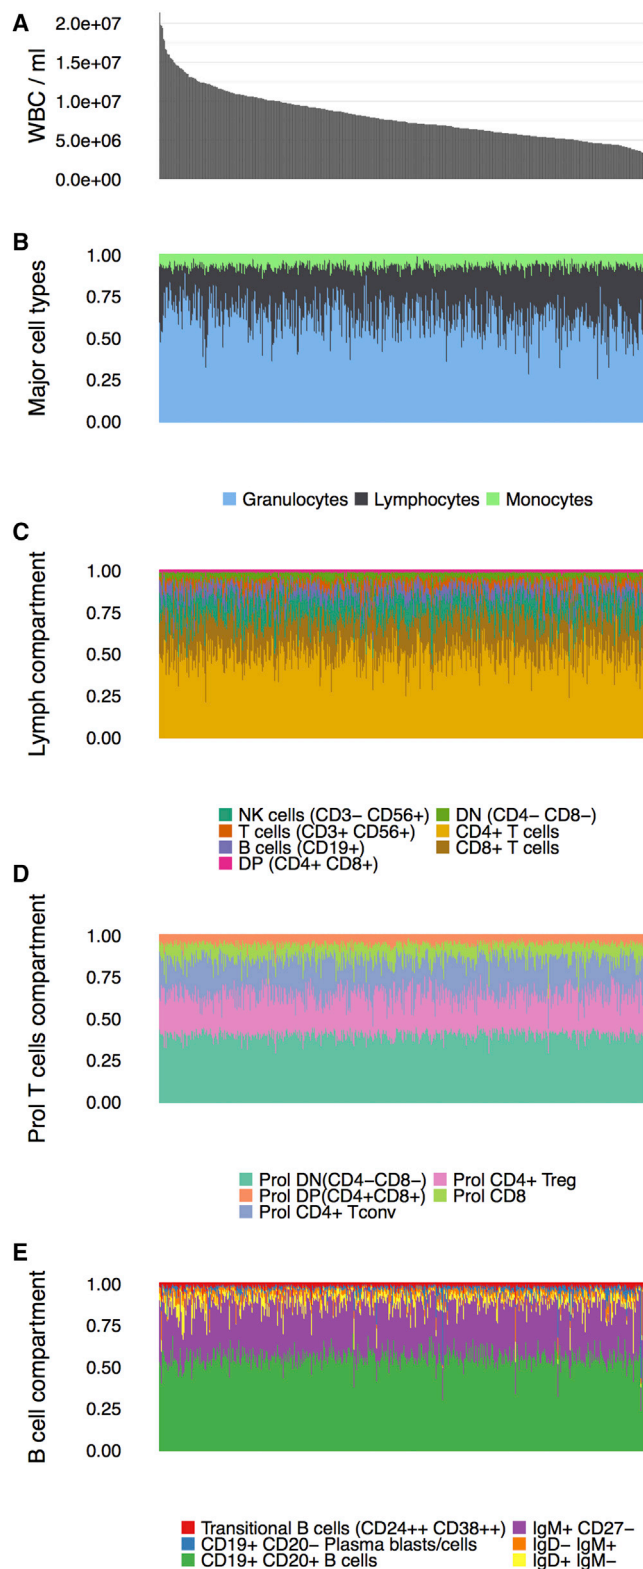 A
WBC / ml
2.0e+07
1.5e+07
1.0e+07
5.0e+06
0.0e+00
B
Major cell types
1.00
0.75
0.50
0.25
0.00
Granulocytes Lymphocytes Monocytes
C
Lymph compartment
1.00
0.75
0.50
0.25
0.00
NK cells (CD3− CD56+) DN (CD4− CD8−)
T cells (CD3+ CD56+) CD4+ T cells
B cells (CD19+) CD8+ T cells
DP (CD4+ CD8+)
D
Prol T cells compartment
1.00
0.75
0.50
0.25
0.00
Prol DN(CD4−CD8−) Prol CD4+ Treg
Prol DP(CD4+CD8+) Prol CD8
Prol CD4+ Tconv
E
B cell compartment
1.00
0.75
0.50
0.25
0.00
Transitional B cells (CD24++ CD38++) IgM+ CD27−
CD19+ CD20− Plasma blasts/cells IgD− IgM+
CD19+ CD20+ B cells IgD+ IgM−